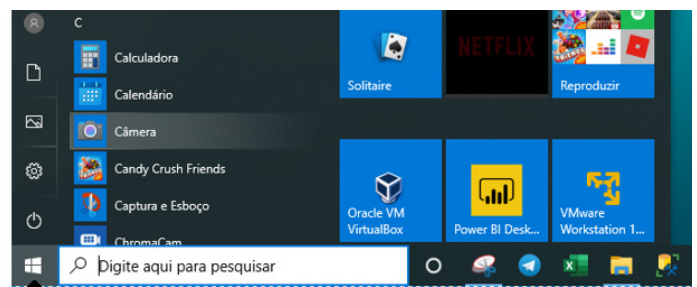 C
Calculadora
Calendário
Câmera
Candy Crush Friends
Captura e Esboço
ChromaCam
NETFLIX
Solitaire
Reproduzir
Oracle VM
VirtualBox
Power BI Desk...
VMware
Workstation 1...
Digite aqui para pesquisar